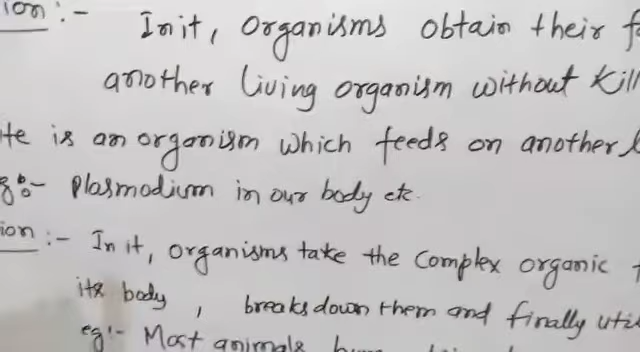 ion :- In it, organisms obtain their f
another living organism without kill
te is an organism which feeds on another l
eg:- Plasmodium in our body etc.
ion :- In it, organisms take the complex organic
its body, breaks down them and finally uti
eg:- Most animals